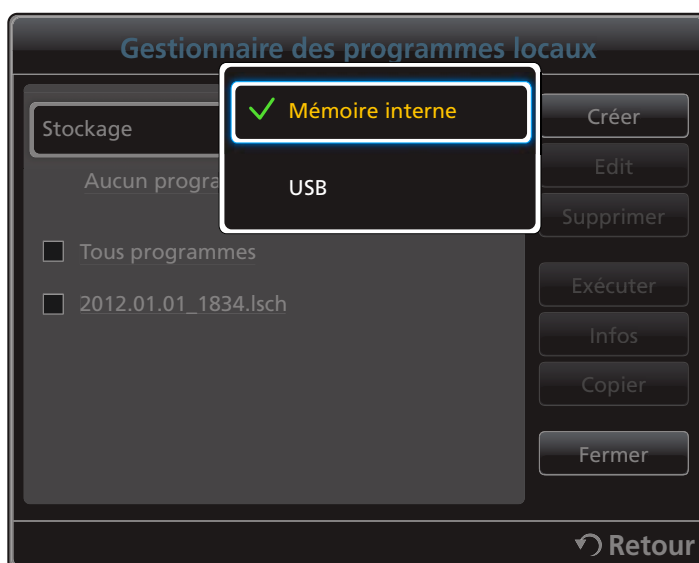 Gestionnaire des programmes locaux
Stockage
Mémoire interne
USB
Aucun
Tous programmes
2012.01.01_1834.lsch
Créer
Edit
Supprimer
Exécuter
Infos
Copier
Fermer
Retour